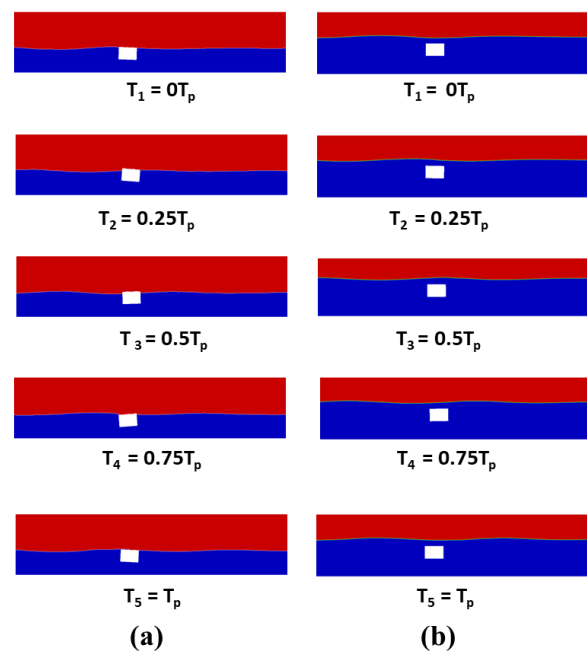 T₁ = 0Tₚ
T₁ = 0Tₚ
T₂ = 0.25Tₚ
T₂ = 0.25Tₚ
T₃ = 0.5Tₚ
T₃ = 0.5Tₚ
T₄ = 0.75Tₚ
T₄ = 0.75Tₚ
T₅ = Tₚ
T₅ = Tₚ
(a)
(b)